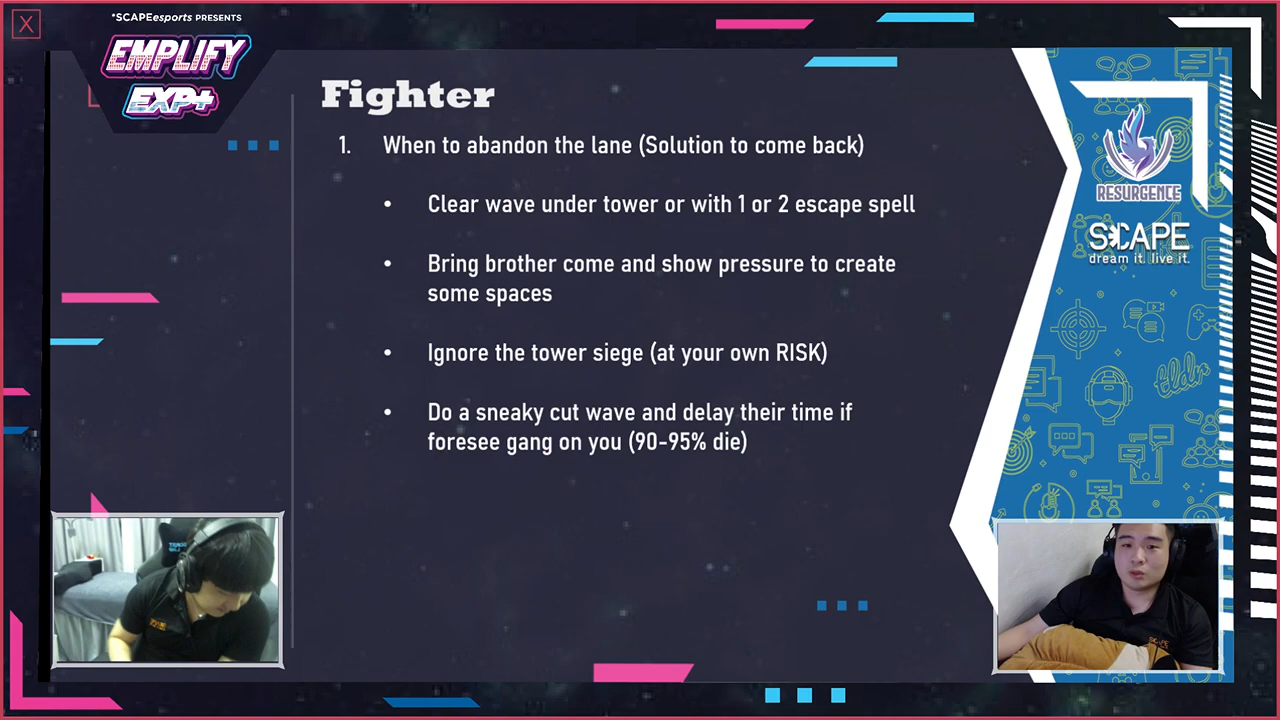 X
*SCAPEesports PRESENTS
EMPLIFY
EXP+
Fighter
1. When to abandon the lane (Solution to come back)
• Clear wave under tower or with 1 or 2 escape spell
• Bring brother come and show pressure to create
some spaces
• Ignore the tower siege (at your own RISK)
• Do a sneaky cut wave and delay their time if
foresee gang on you (90-95% die)
RESURGENCE
SCAPE
dream it. live it.
tldr